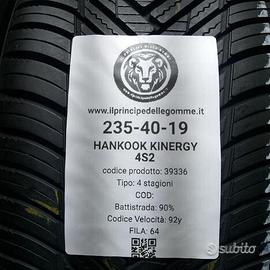 www.ilprincipedellegomme.it
235-40-19
HANKOOK KINERGY
4S2
codice prodotto: 39336
Tipo: 4 stagioni
COD:
Battistrada: 90%
Codice Velocità: 92y
FILA: 64
subito